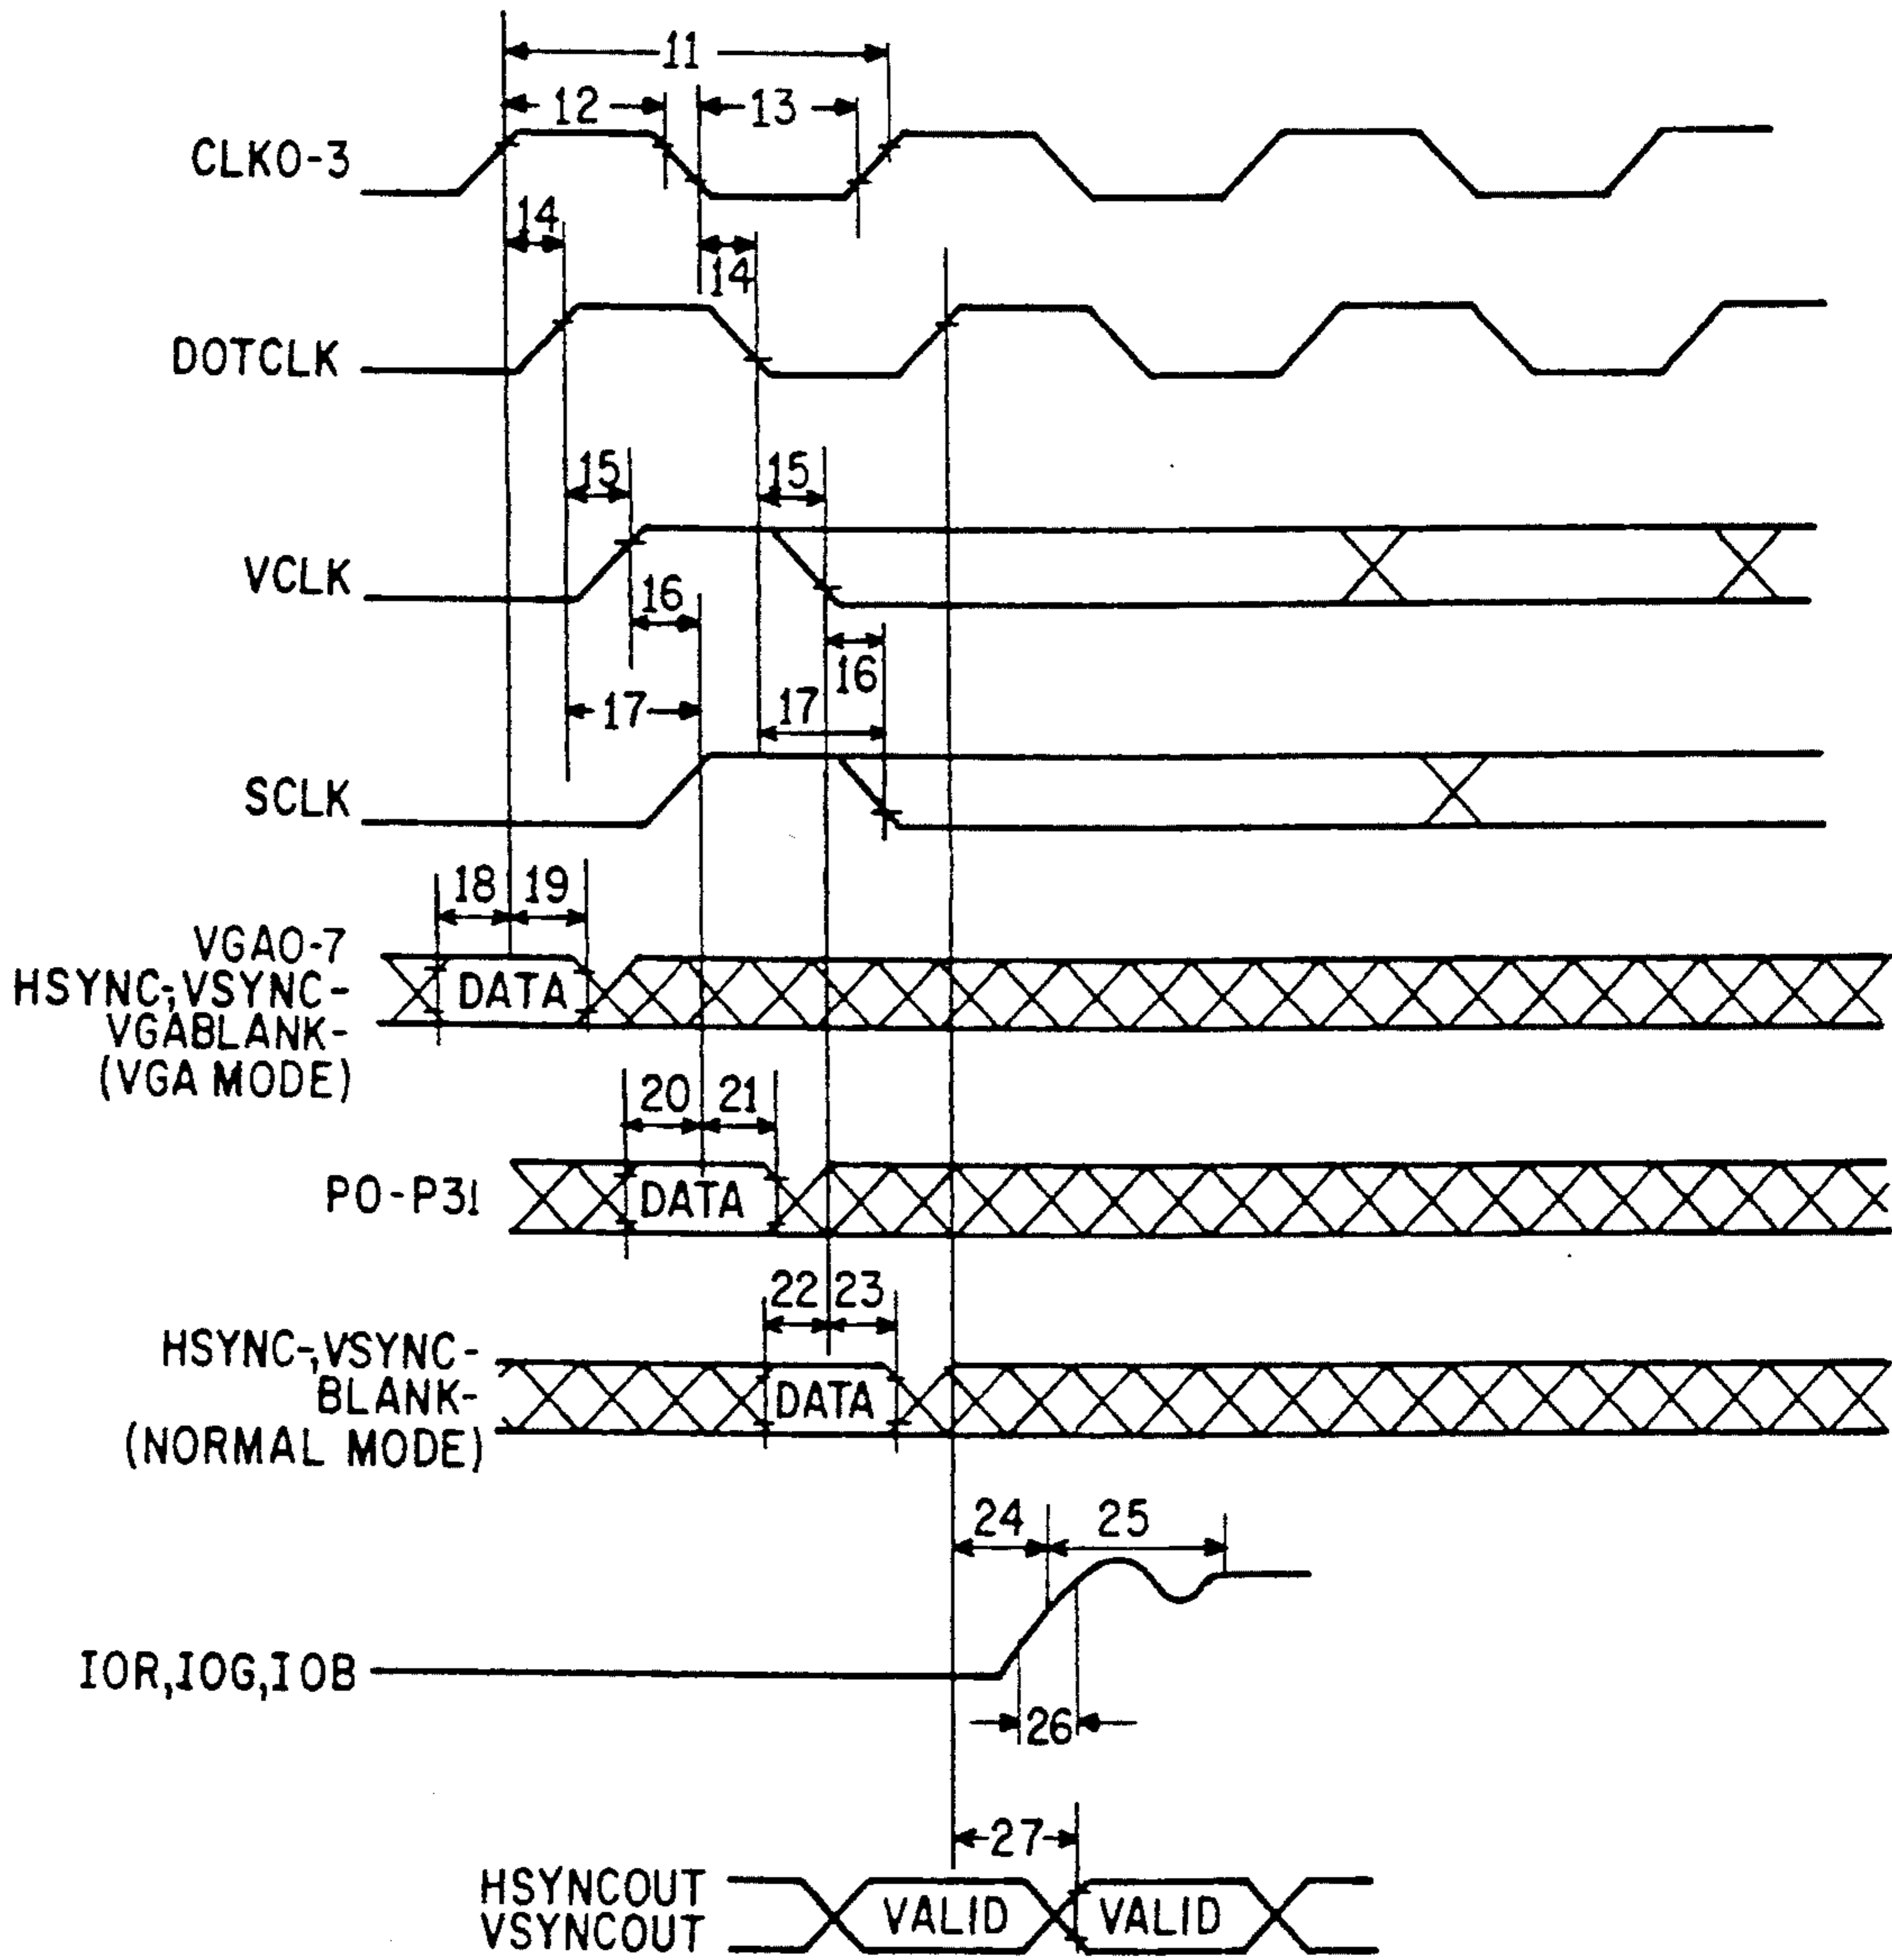 11
12
13
CLK0-3
14
14
DOTCLK
15
15
VCLK
16
16
17
17
SCLK
18
19
VGA0-7
HSYNC-,VSYNC-
VGABLANK-
(VGA MODE)
DATA
20
21
P0-P31
DATA
22
23
HSYNC-,VSYNC-
BLANK-
(NORMAL MODE)
DATA
24
25
IOR,IOG,IOB
26
27
HSYNCOUT
VSYNCOUT
VALID
VALID